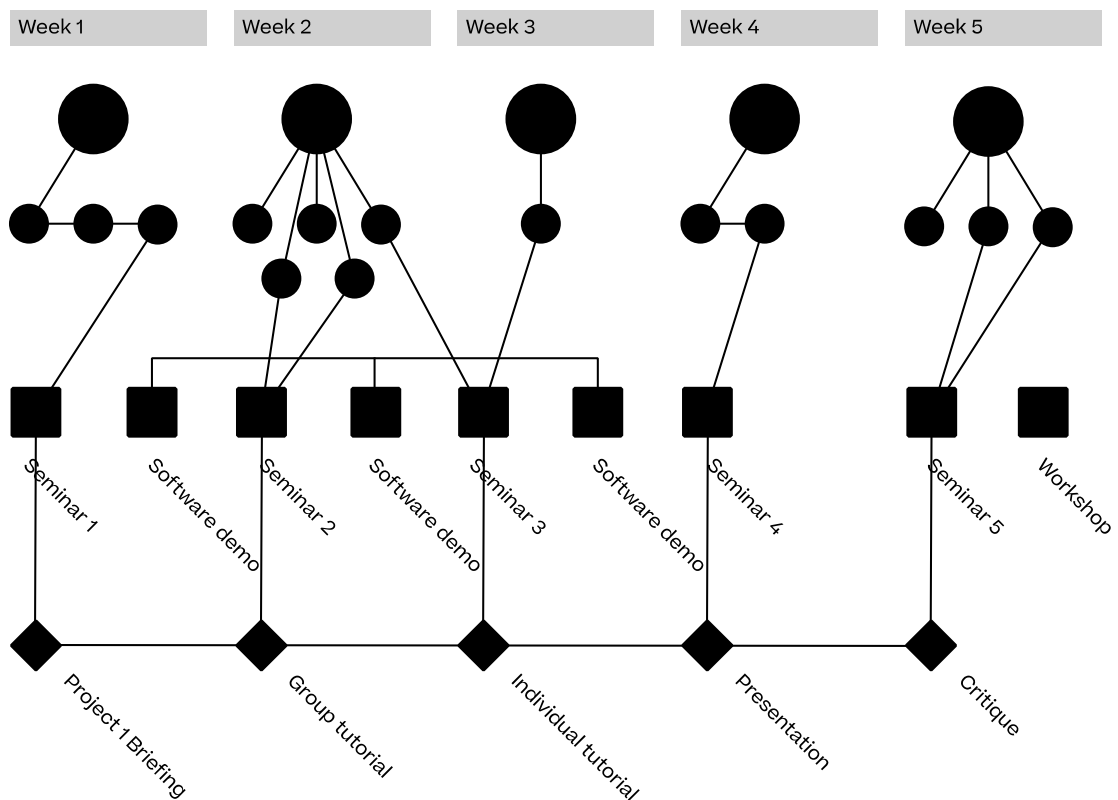 Week 1
Week 2
Week 3
Week 4
Week 5
Seminar 1
Software demo
Seminar 2
Software demo
Seminar 3
Software demo
Seminar 4
Seminar 5
Workshop
Project 1 Briefing
Group tutorial
Individual tutorial
Presentation
Critique